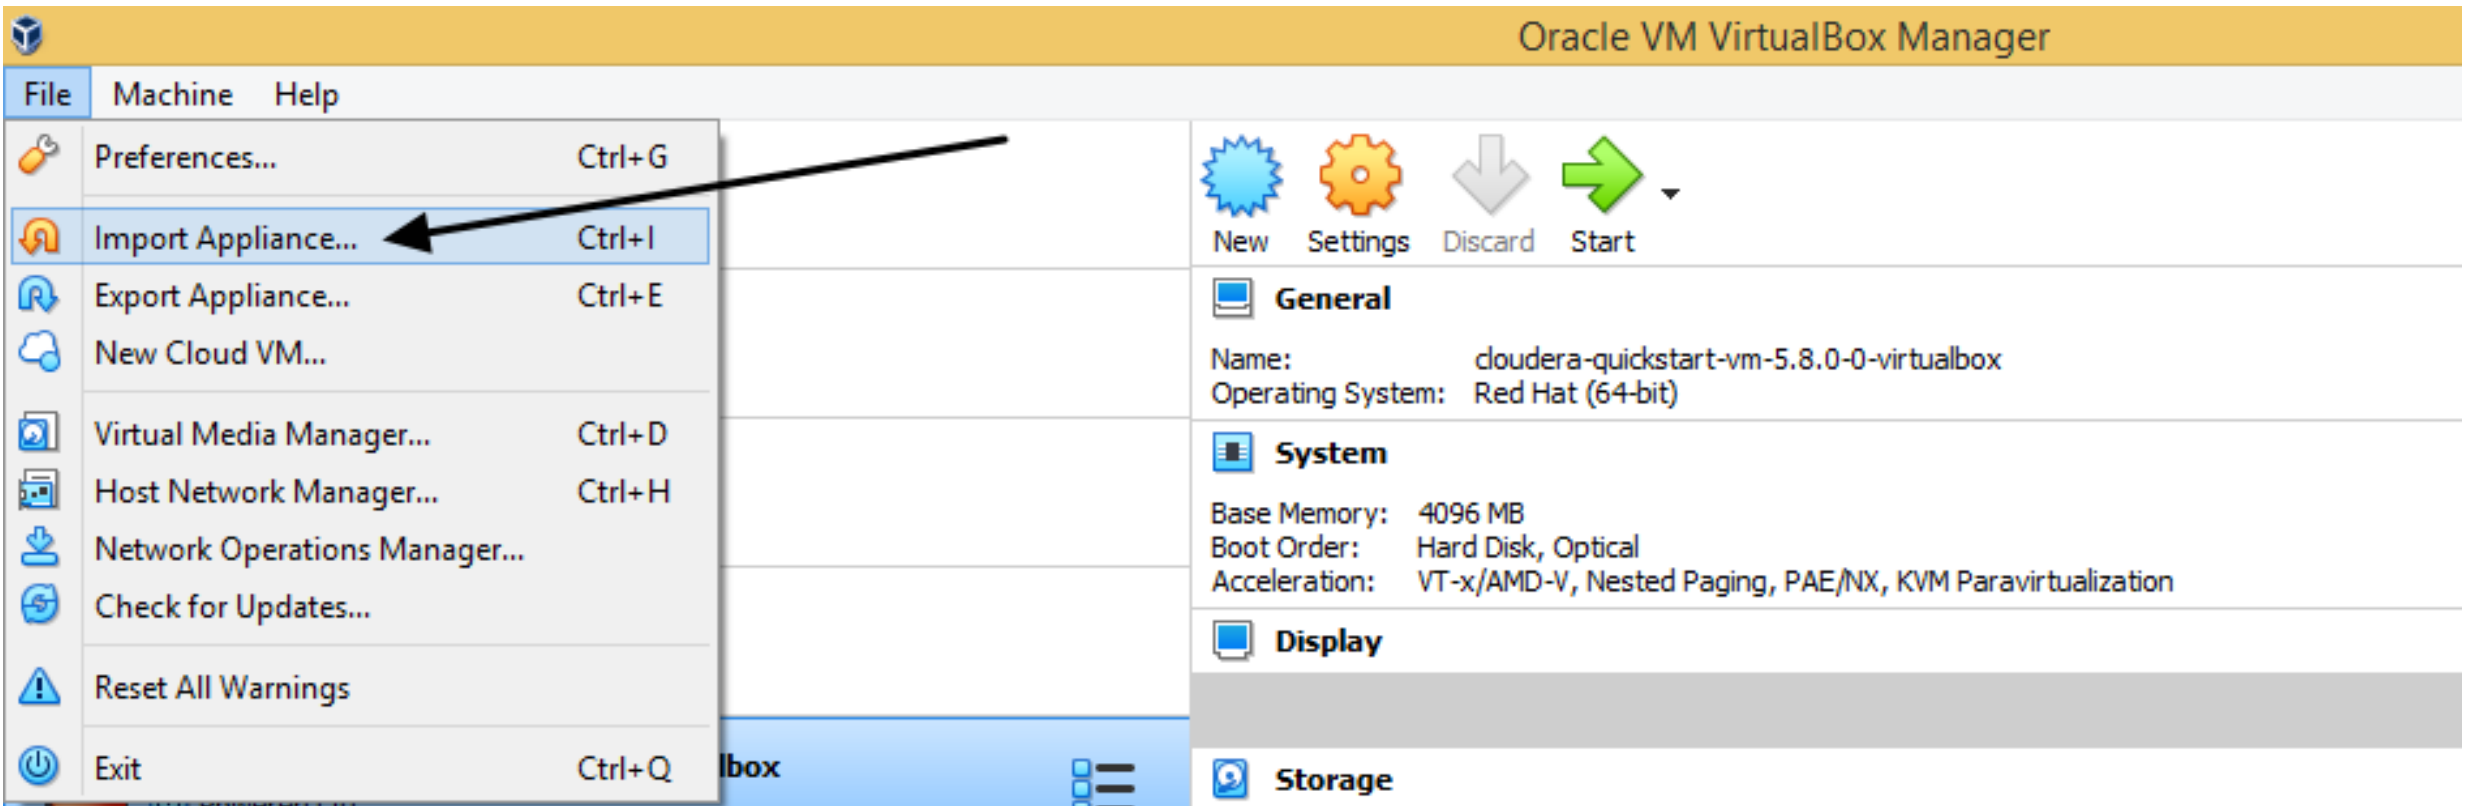 Oracle VM VirtualBox Manager
File Machine Help
Preferences... Ctrl+G
Import Appliance... Ctrl+I
Export Appliance... Ctrl+E
New Cloud VM...
Virtual Media Manager... Ctrl+D
Host Network Manager... Ctrl+H
Network Operations Manager...
Check for Updates...
Reset All Warnings
Exit Ctrl+Q
lbox
New Settings Discard Start
General
Name: cloudera-quickstart-vm-5.8.0-0-virtualbox
Operating System: Red Hat (64-bit)
System
Base Memory: 4096 MB
Boot Order: Hard Disk, Optical
Acceleration: VT-x/AMD-V, Nested Paging, PAE/NX, KVM Paravirtualization
Display
Storage